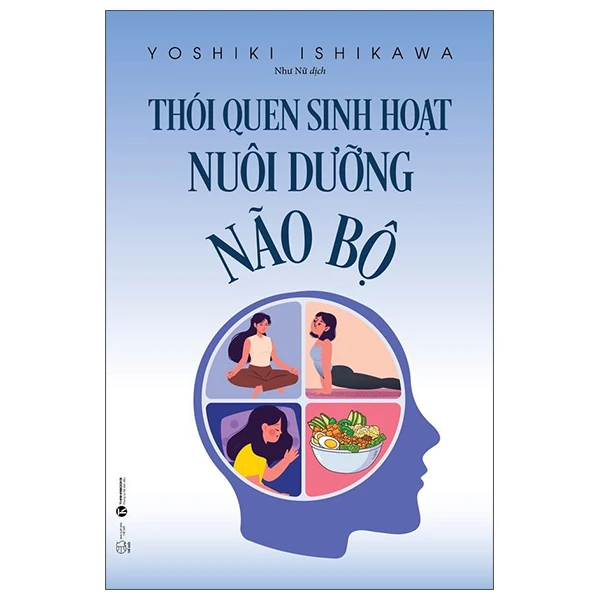 YOSHIKI ISHIKAWA
Như Nữ dịch
THÓI QUEN SINH HOẠT
NUÔI DƯỠNG
NÃO BỘ